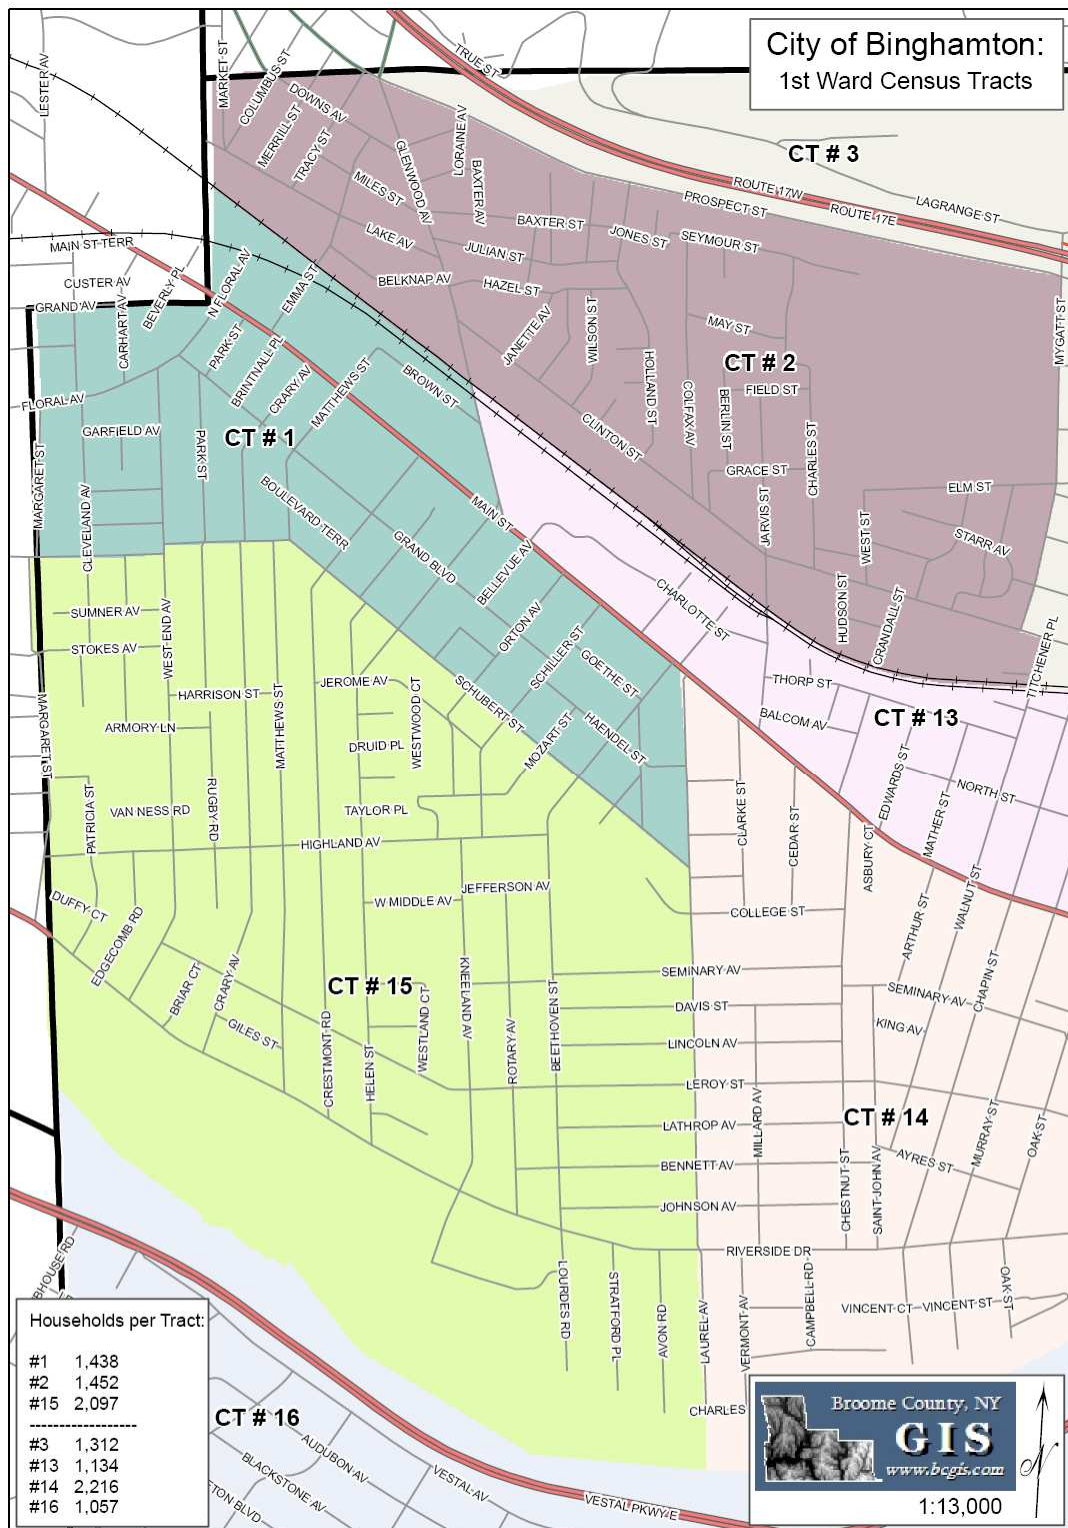 City of Binghamton:
1st Ward Census Tracts
LESTER AV
MARKET ST
COLUMBUS ST
TRUE ST
DOWNS AV
MERRILL ST
TRACY ST
GLENWOOD AV
LORAINE AV
BAXTER AV
CT # 3
MILES ST
ROUTE 17W
PROSPECT ST
ROUTE 17E
LAGRANGE ST
BAXTER ST
JONES ST
SEYMOUR ST
LAKE AV
JULIAN ST
MAIN ST TERR
CUSTER AV
GRAND AV
CARHART AV
BEVERLY PL
N FLORAL AV
EMMA ST
BELKNAP AV
HAZEL ST
JANETTE AV
WILSON ST
MAY ST
MYGATT ST
PARK ST
BRINTNALL PL
CRARY AV
MATTHEWS ST
BROWN ST
HOLLAND ST
COLFAX AV
CT # 2
BERLIN ST
FIELD ST
FLORAL AV
GARFIELD AV
PARK ST
CT # 1
CLINTON ST
CHARLES ST
GRACE ST
JARVIS ST
ELM ST
MARGARET ST
CLEVELAND AV
BOULEVARD TERR
MAIN ST
WEST ST
STARR AV
GRAND BLVD
BELLEVUE AV
SUMNER AV
WEST END AV
ORTON AV
CHARLOTTE ST
HUDSON ST
CRANDALL ST
TITCHENER PL
STOKES AV
SCHILLER ST
GOETHE ST
HARRISON ST
JEROME AV
WESTWOOD CT
SCHUBERT ST
THORP ST
MARGARET ST
ARMORY LN
MATTHEWS ST
DRUID PL
MOZART ST
HAENDEL ST
BALCOM AV
CT # 13
PATRICIA ST
VAN NESS RD
RUGBY RD
TAYLOR PL
CLARKE ST
CEDAR ST
EDWARDS ST
NORTH ST
MATHER ST
HIGHLAND AV
ASBURY CT
DUFFY CT
EDGECOMB RD
W MIDDLE AV
JEFFERSON AV
COLLEGE ST
ARTHUR ST
WALNUT ST
BRIAR CT
CRARY AV
CT # 15
KNEELAND AV
SEMINARY AV
SEMINARY AV
CHAPIN ST
GILES ST
CRESTMONT RD
HELEN ST
WESTLAND CT
ROTARY AV
BEETHOVEN ST
DAVIS ST
KING AV
LINCOLN AV
LEROY ST
MILLARD AV
CT # 14
LATHROP AV
MURRAY ST
OAK ST
BENNETT AV
CHESTNUT ST
SAINT JOHN AV
AYRES ST
JOHNSON AV
RIVERSIDE DR
BHOUSE RD
LOURDES RD
STRATFORD PL
AVON RD
LAUREL AV
VERMONT AV
CAMPBELL RD
VINCENT CT
VINCENT ST
OAK ST
CHARLES
Households per Tract:
#1 1,438
#2 1,452
#15 2,097
------------------
#3 1,312
#13 1,134
#14 2,216
#16 1,057
CT # 16
AUDUBON AV
BLACKSTONE AV
ETON BLVD
VESTAL AV
VESTAL PKWY E
Broome County, NY
GIS
www.bcgis.com
N
1:13,000